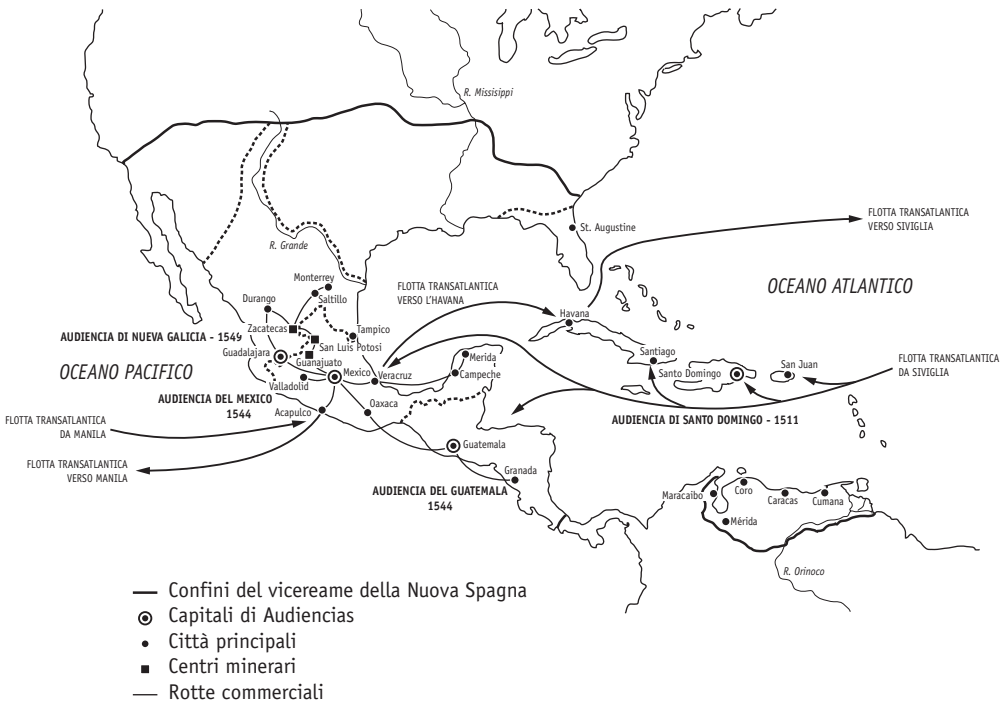 R. Missisippi
FLOTTA TRANSATLANTICA
VERSO SIVIGLIA
St. Augustine
R. Grande
OCEANO ATLANTICO
Monterrey
FLOTTA TRANSATLANTICA
VERSO L'HAVANA
Durango
Saltillo
Havana
Zacatecas
Tampico
AUDIENCIA DI NUEVA GALICIA - 1549
San Luis Potosi
Guadalajara
Guanajuato
Merida
Santiago
San Juan
FLOTTA TRANSATLANTICA
DA SIVIGLIA
OCEANO PACIFICO
Mexico
Veracruz
Campeche
Santo Domingo
Valladolid
AUDIENCIA DEL MEXICO
1544
Oaxaca
Acapulco
AUDIENCIA DI SANTO DOMINGO - 1511
FLOTTA TRANSATLANTICA
DA MANILA
Guatemala
FLOTTA TRANSATLANTICA
VERSO MANILA
Granada
AUDIENCIA DEL GUATEMALA
1544
Maracaibo
Coro
Caracas
Cumana
Mérida
R. Orinoco
Confini del vicereame della Nuova Spagna
Capitali di Audiencias
Città principali
Centri minerari
Rotte commerciali